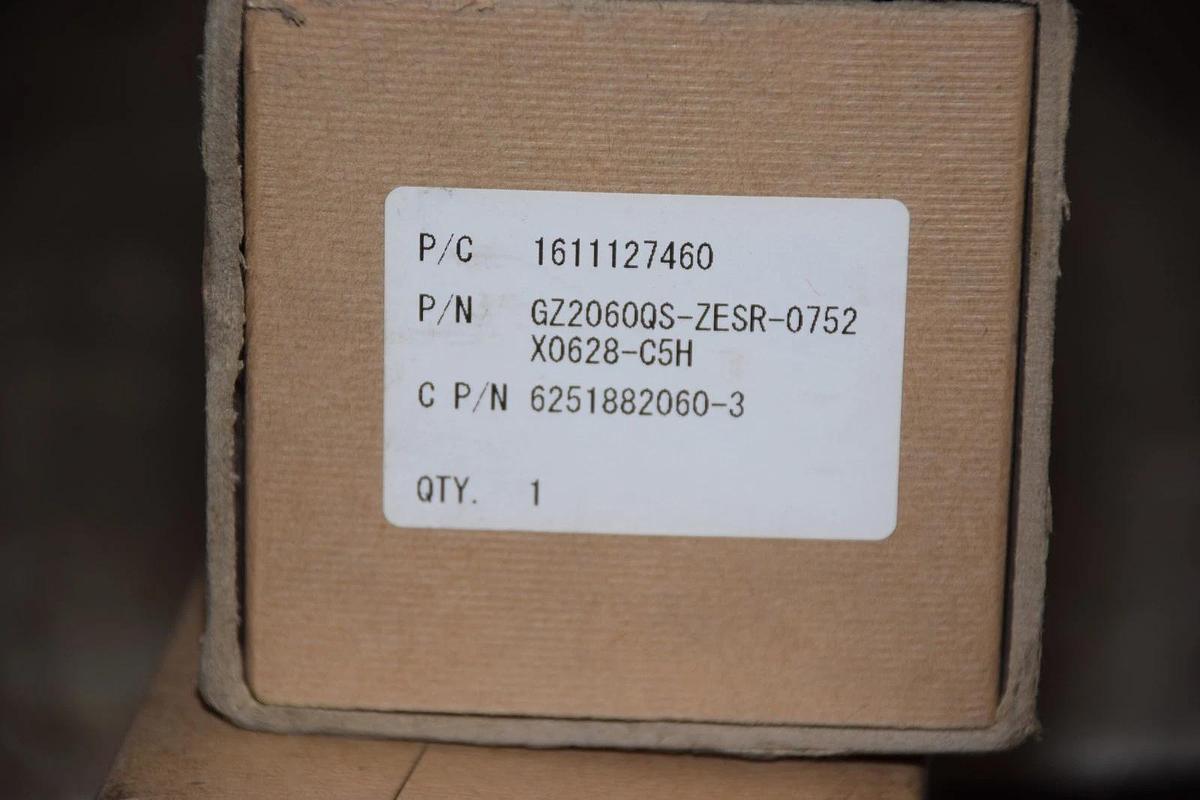 P/C 1611127460
P/N GZ2060QS-ZESR-0752
X0628-C5H
C P/N 6251882060-3
QTY. 1